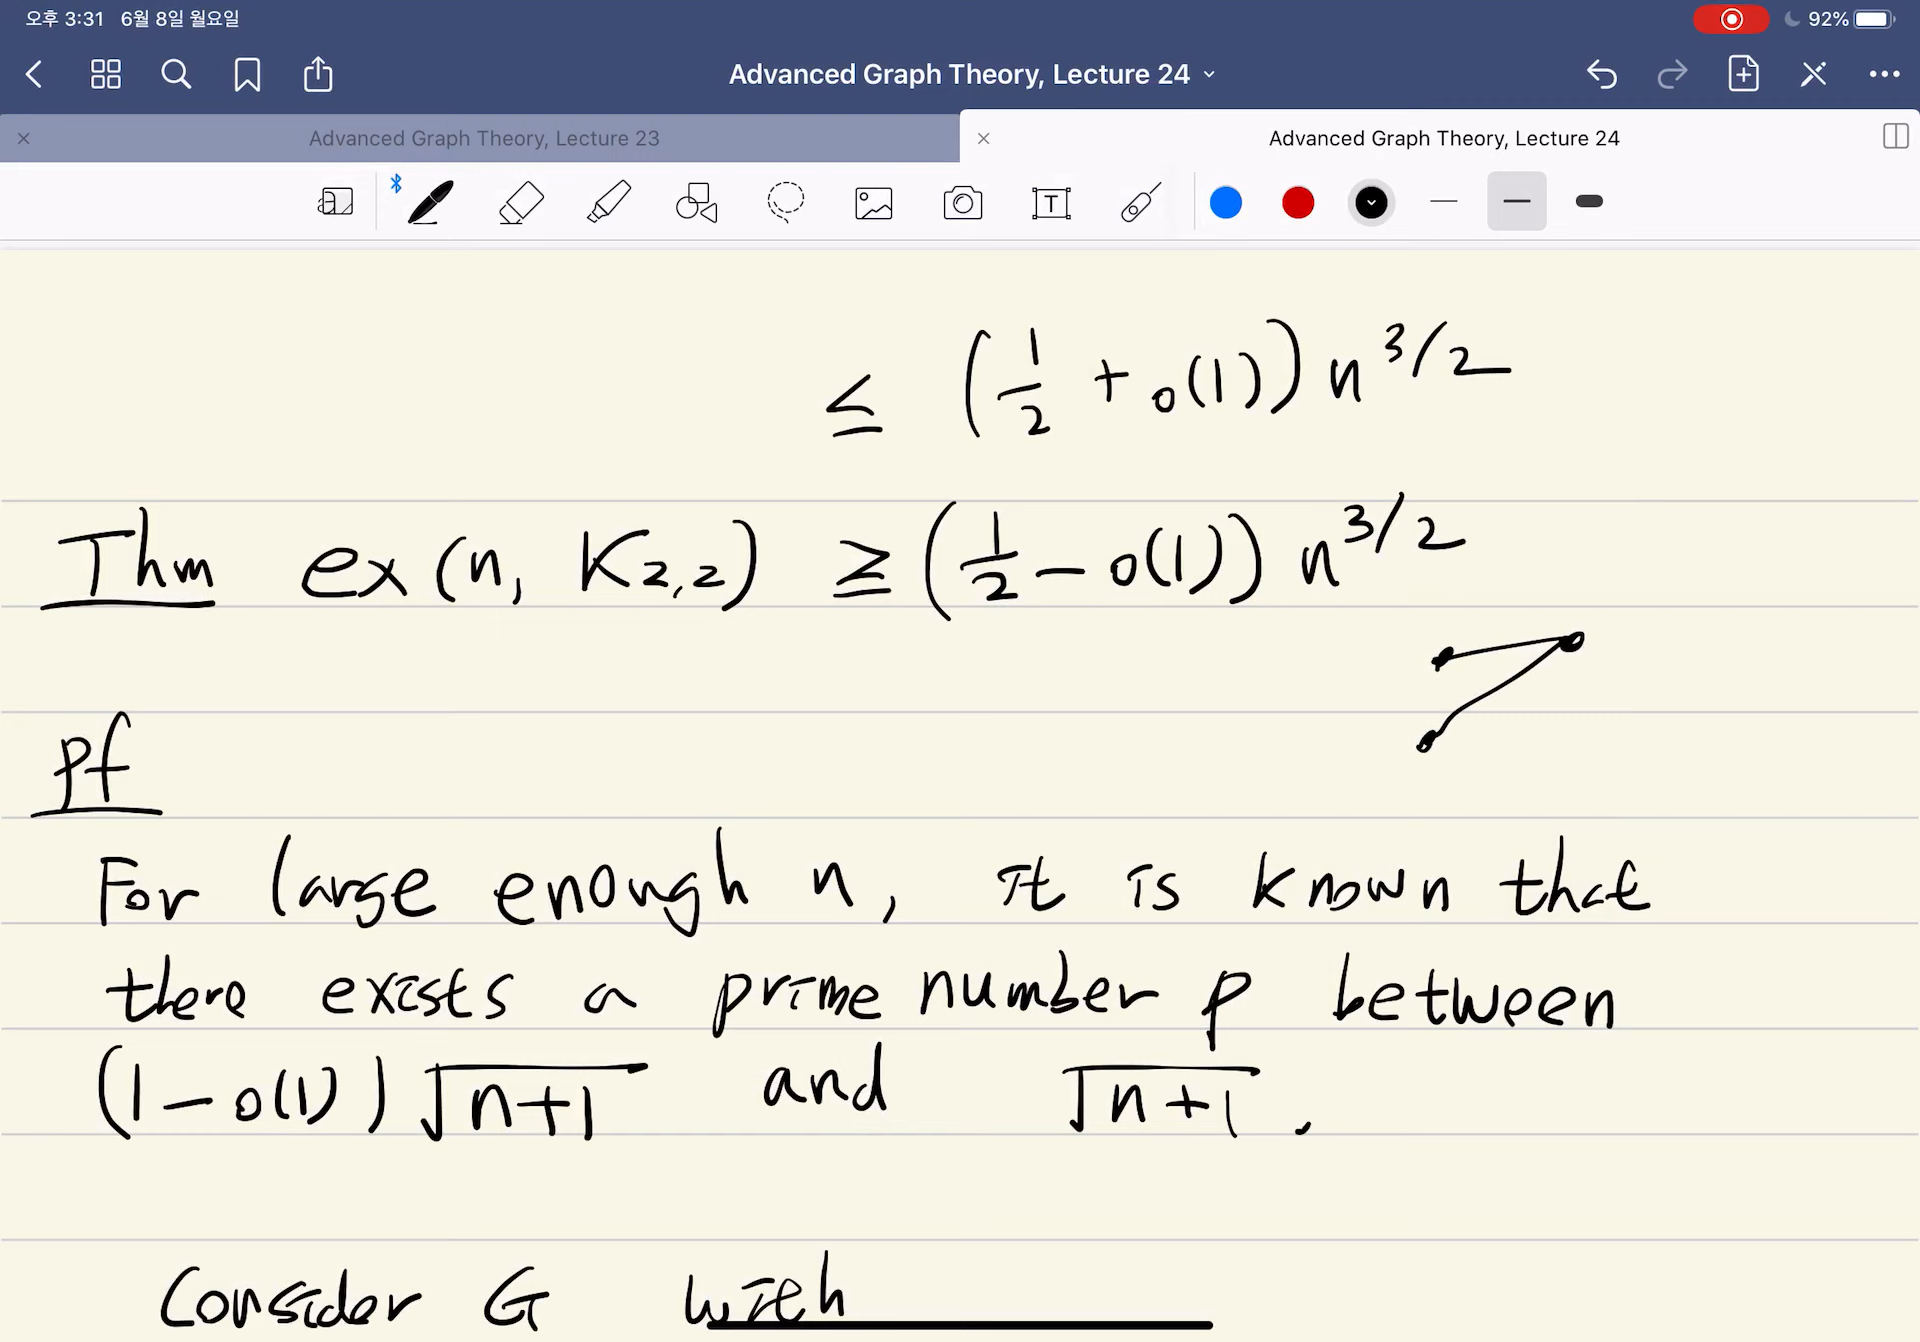 오후 3:31 6월 8일 월요일 92%
Advanced Graph Theory, Lecture 24
Advanced Graph Theory, Lecture 23 Advanced Graph Theory, Lecture 24
≤ (1/2 + o(1)) n^3/2
Thm ex(n, K2,2) ≥ (1/2 - o(1)) n^3/2
pf
For large enough n, it is known that
there exists a prime number p between
(1 - o(1)) √n+1 and √n+1.
Consider G with